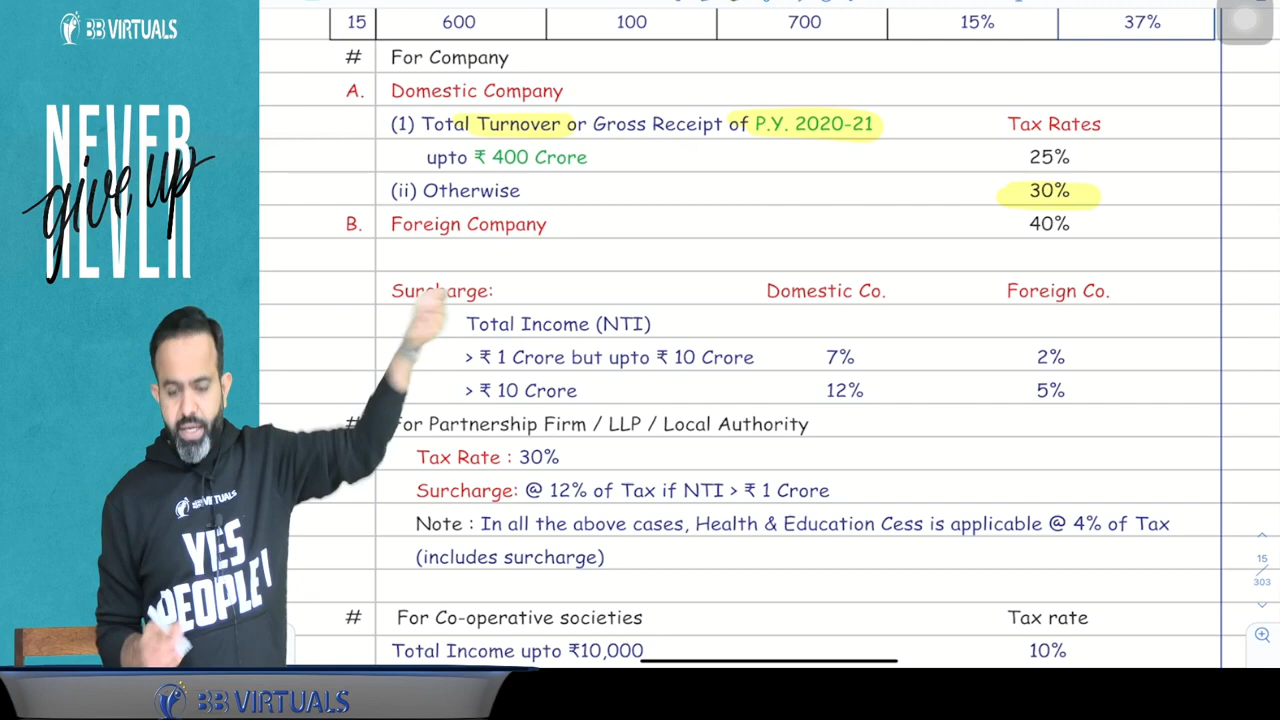 BB VIRTUALS
NEVER
give up
NEVER
BB VIRTUALS
YES
PEOPLE!
15 600 100 700 15% 37%
# For Company
A. Domestic Company
(1) Total Turnover or Gross Receipt of P.Y. 2020-21 Tax Rates
upto ₹ 400 Crore 25%
(ii) Otherwise 30%
B. Foreign Company 40%
Surcharge: Domestic Co. Foreign Co.
Total Income (NTI)
> ₹ 1 Crore but upto ₹ 10 Crore 7% 2%
> ₹ 10 Crore 12% 5%
# For Partnership Firm / LLP / Local Authority
Tax Rate : 30%
Surcharge: @ 12% of Tax if NTI > ₹ 1 Crore
Note : In all the above cases, Health & Education Cess is applicable @ 4% of Tax
(includes surcharge)
15
303
# For Co-operative societies Tax rate
Total Income upto ₹10,000 10%
BB VIRTUALS